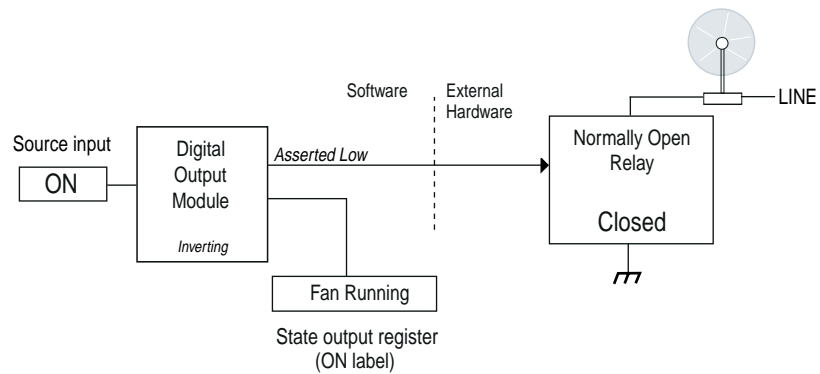 Software
External
Hardware
LINE
Source input
ON
Digital
Output
Module
Inverting
Asserted Low
Normally Open
Relay
Closed
Fan Running
State output register
(ON label)